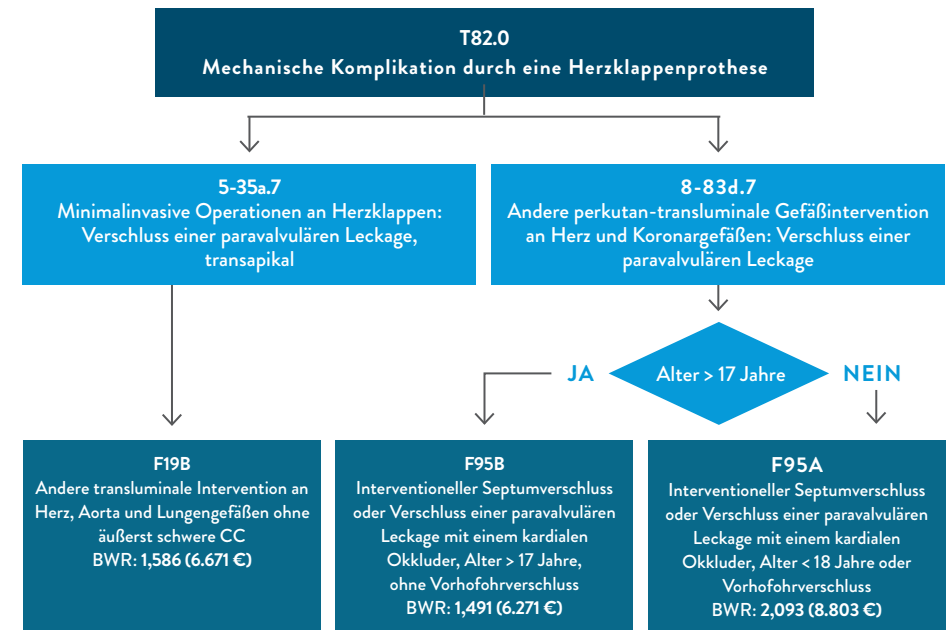 T82.0
Mechanische Komplikation durch eine Herzklappenprothese
5-35a.7
Minimalinvasive Operationen an Herzklappen:
Verschluss einer paravalvulären Leckage,
transapikal
8-83d.7
Andere perkutan-transluminale Gefäßintervention
an Herz und Koronargefäßen: Verschluss einer
paravalvulären Leckage
JA
Alter > 17 Jahre
NEIN
F19B
Andere transluminale Intervention an
Herz, Aorta und Lungengefäßen ohne
äußerst schwere CC
BWR: 1,586 (6.671 €)
F95B
Interventioneller Septumverschluss
oder Verschluss einer paravalvulären
Leckage mit einem kardialen
Okkluder, Alter > 17 Jahre,
ohne Vorhofohrverschluss
BWR: 1,491 (6.271 €)
F95A
Interventioneller Septumverschluss
oder Verschluss einer paravalvulären
Leckage mit einem kardialen
Okkluder, Alter < 18 Jahre oder
Vorhofohrverschluss
BWR: 2,093 (8.803 €)